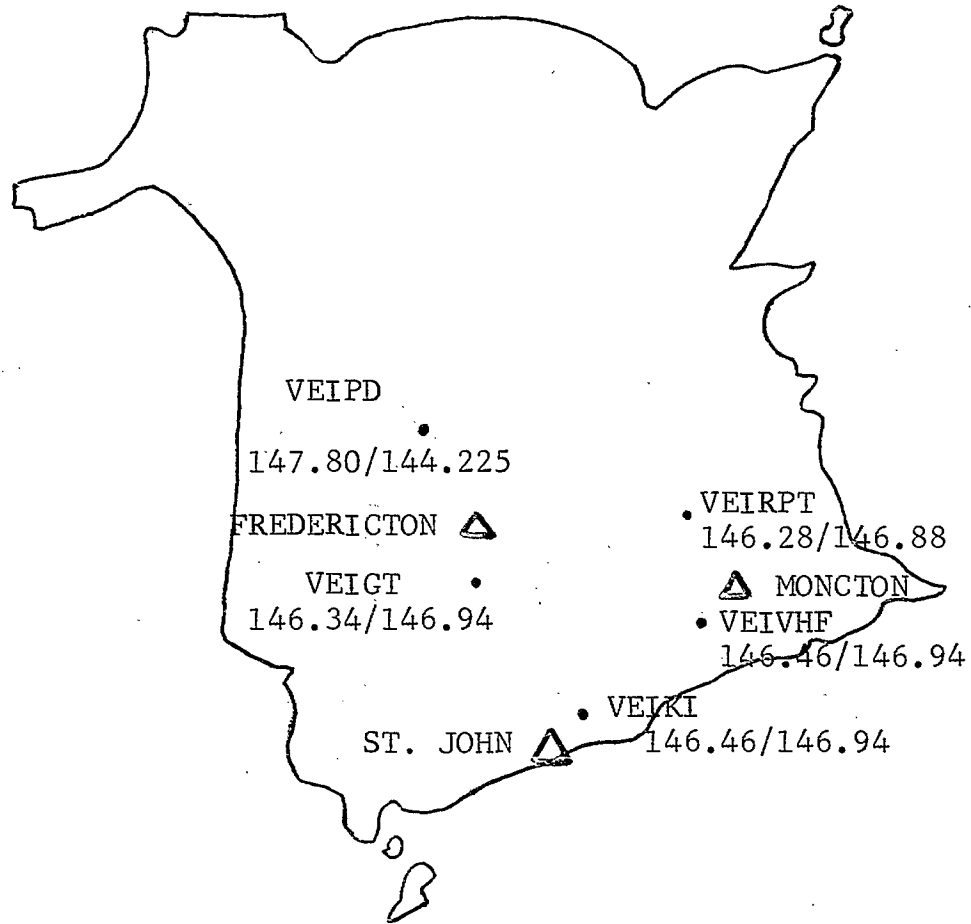 VEIPD
147.80/144.225
FREDERICTON
VEIGT
146.34/146.94
VEIRPT
146.28/146.88
MONCTON
VEIVHF
146.46/146.94
VEIKI
146.46/146.94
ST. JOHN